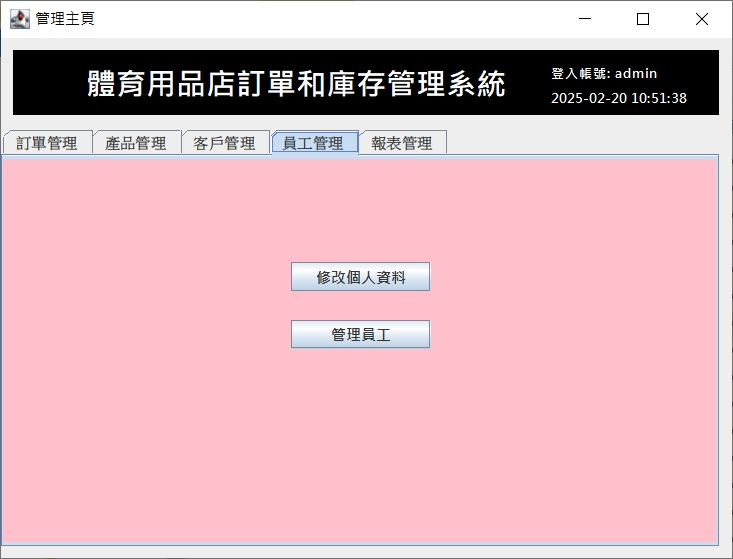 管理主頁
體育用品店訂單和庫存管理系統
登入帳號: admin
2025-02-20 10:51:38
訂單管理 產品管理 客戶管理 員工管理 報表管理
修改個人資料
管理員工